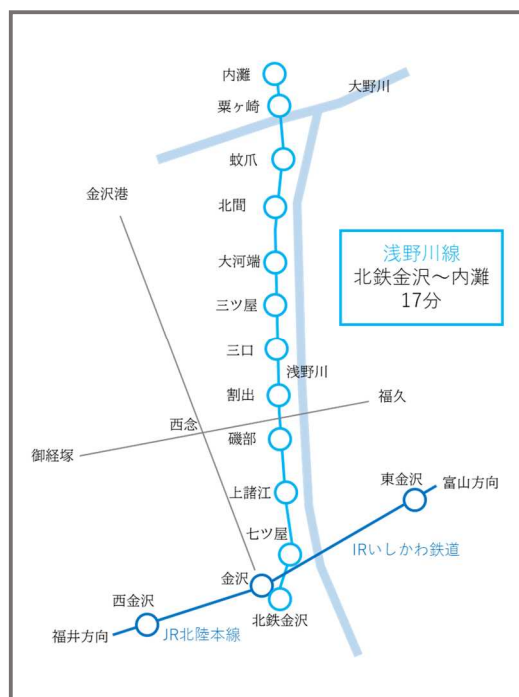 内灘
大野川
粟ヶ崎
蚊爪
金沢港
北間
浅野川線
北鉄金沢～内灘
17分
大河端
三ツ屋
三口
浅野川
割出
福久
西念
磯部
御経塚
東金沢
富山方向
上諸江
七ツ屋
IRいしかわ鉄道
金沢
西金沢
北鉄金沢
福井方向
JR北陸本線